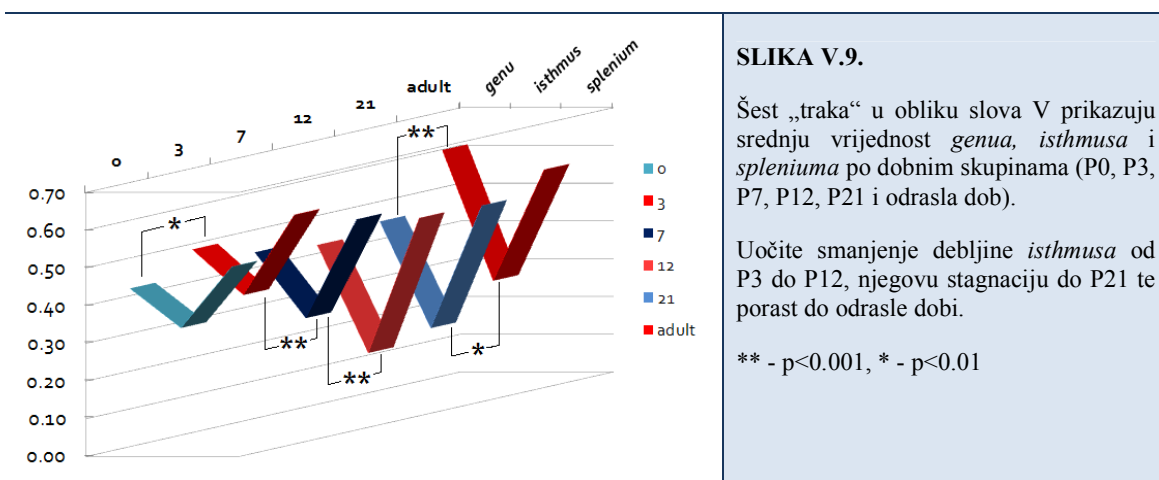 0 3 7 12 21 adult genu isthmus splenium
0.70
0.60
0.50
0.40
0.30
0.20
0.10
0.00
*
**
**
**
*
0
3
7
12
21
adult
SLIKA V.9.
Šest „traka“ u obliku slova V prikazuju
srednju vrijednost genua, isthmusa i
spleniuma po dobnim skupinama (P0, P3,
P7, P12, P21 i odrasla dob).
Uočite smanjenje debljine isthmusa od
P3 do P12, njegovu stagnaciju do P21 te
porast do odrasle dobi.
** - p<0.001, * - p<0.01